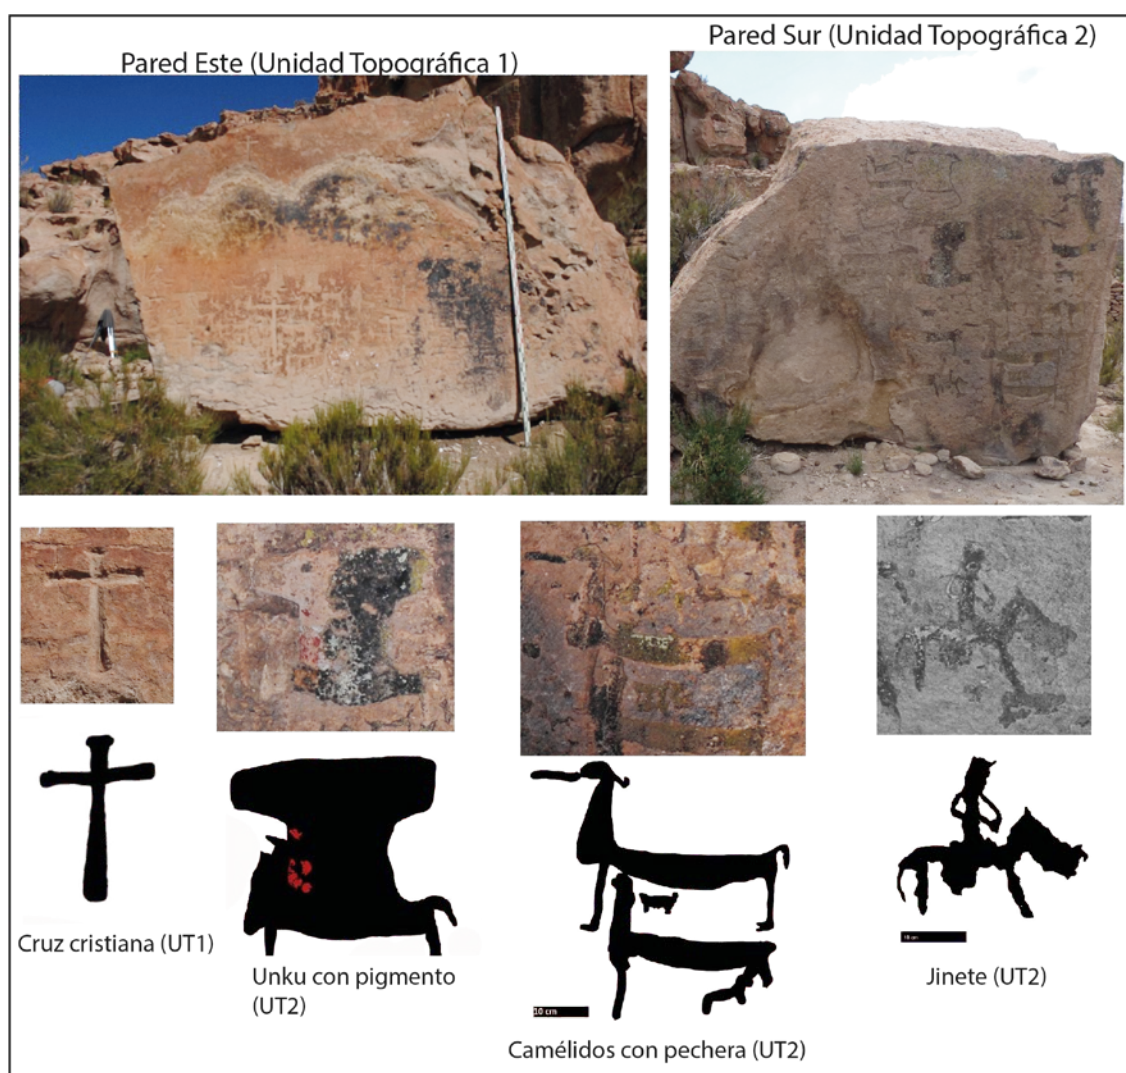 Pared Este (Unidad Topográfica 1)
Pared Sur (Unidad Topográfica 2)
Cruz cristiana (UT1)
Unku con pigmento
(UT2)
10 cm
Camélidos con pechera (UT2)
Jinete (UT2)